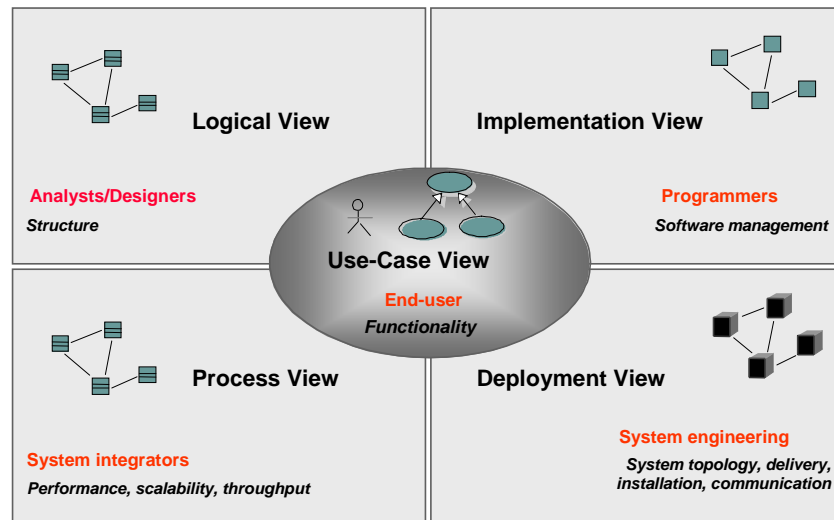 Logical View
Analysts/Designers
Structure
Implementation View
Programmers
Software management
Use-Case View
End-user
Functionality
Process View
System integrators
Performance, scalability, throughput
Deployment View
System engineering
System topology, delivery,
installation, communication